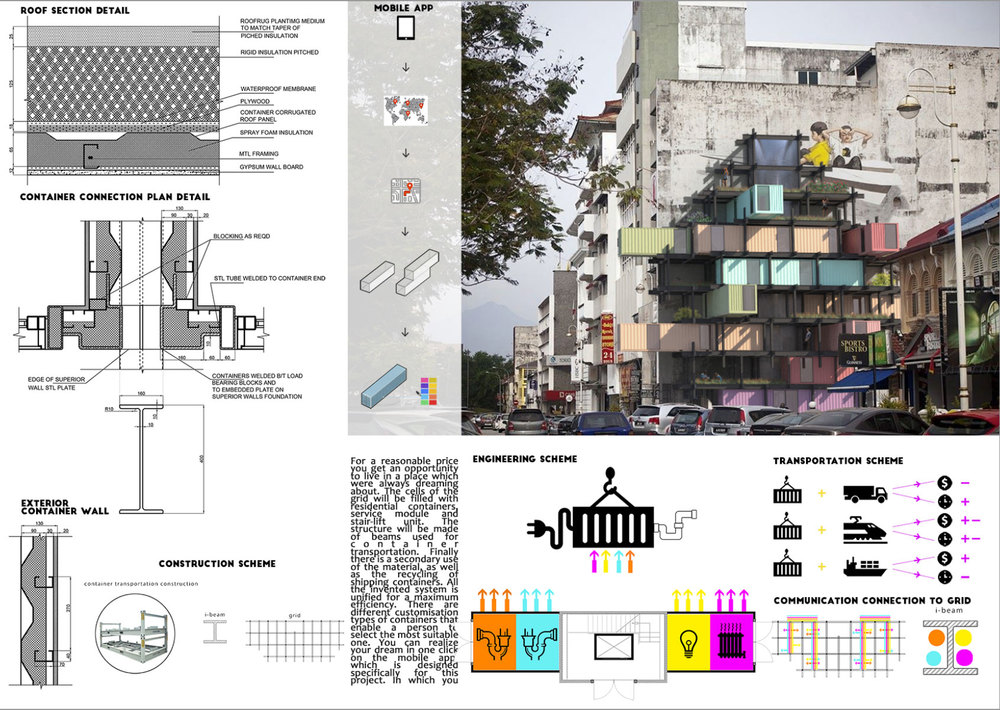 ROOF SECTION DETAIL
ROOFRUG PLANTIMG MEDIUM
TO MATCH TAPER OF
PICHED INSULATION
RIGID INSULATION PITCHED
WATERPROOF MEMBRANE
PLYWOOD
CONTAINER CORRUGATED
ROOF PANEL
SPRAY FOAM INSULATION
MTL FRAMING
GYPSUM WALL BOARD
25
125
18
55
12
CONTAINER CONNECTION PLAN DETAIL
130
90 30 20
BLOCKING AS REQD
STL TUBE WELDED TO CONTAINER END
160 60 60
EDGE OF SUPERIOR
WALL STL PLATE
CONTAINERS WELDED B/T LOAD
BEARING BLOCKS AND
TO EMBEDDED PLATE ON
SUPERIOR WALLS FOUNDATION
160
R10
10
10
400
EXTERIOR
CONTAINER WALL
130
90 30 20
310
40
70
CONSTRUCTION SCHEME
container transportation construction
i-beam
grid
MOBILE APP
SPORTS
BISTRO
GUINNESS
24
For a reasonable price
you get an opportunity
to live in a place which
were always dreaming
about. The cells of the
grid will be filled with
residential containers,
service module and
stair-lift unit. The
structure will be made
of beams used for
container
transportation. Finally
there is a secondary use
of the material, as well
as the recycling of
shipping containers. All
the invented system is
unified for a maximum
efficiency. There are
different customisation
types of containers that
enable a person to
select the most suitable
one. You can realize
your dream in one click
on the mobile app
which is designed
specifically for this
project. In which you
ENGINEERING SCHEME
TRANSPORTATION SCHEME
+ $ −
+
+ $ +−
+−
+ $ +
−
COMMUNICATION CONNECTION TO GRID
i-beam